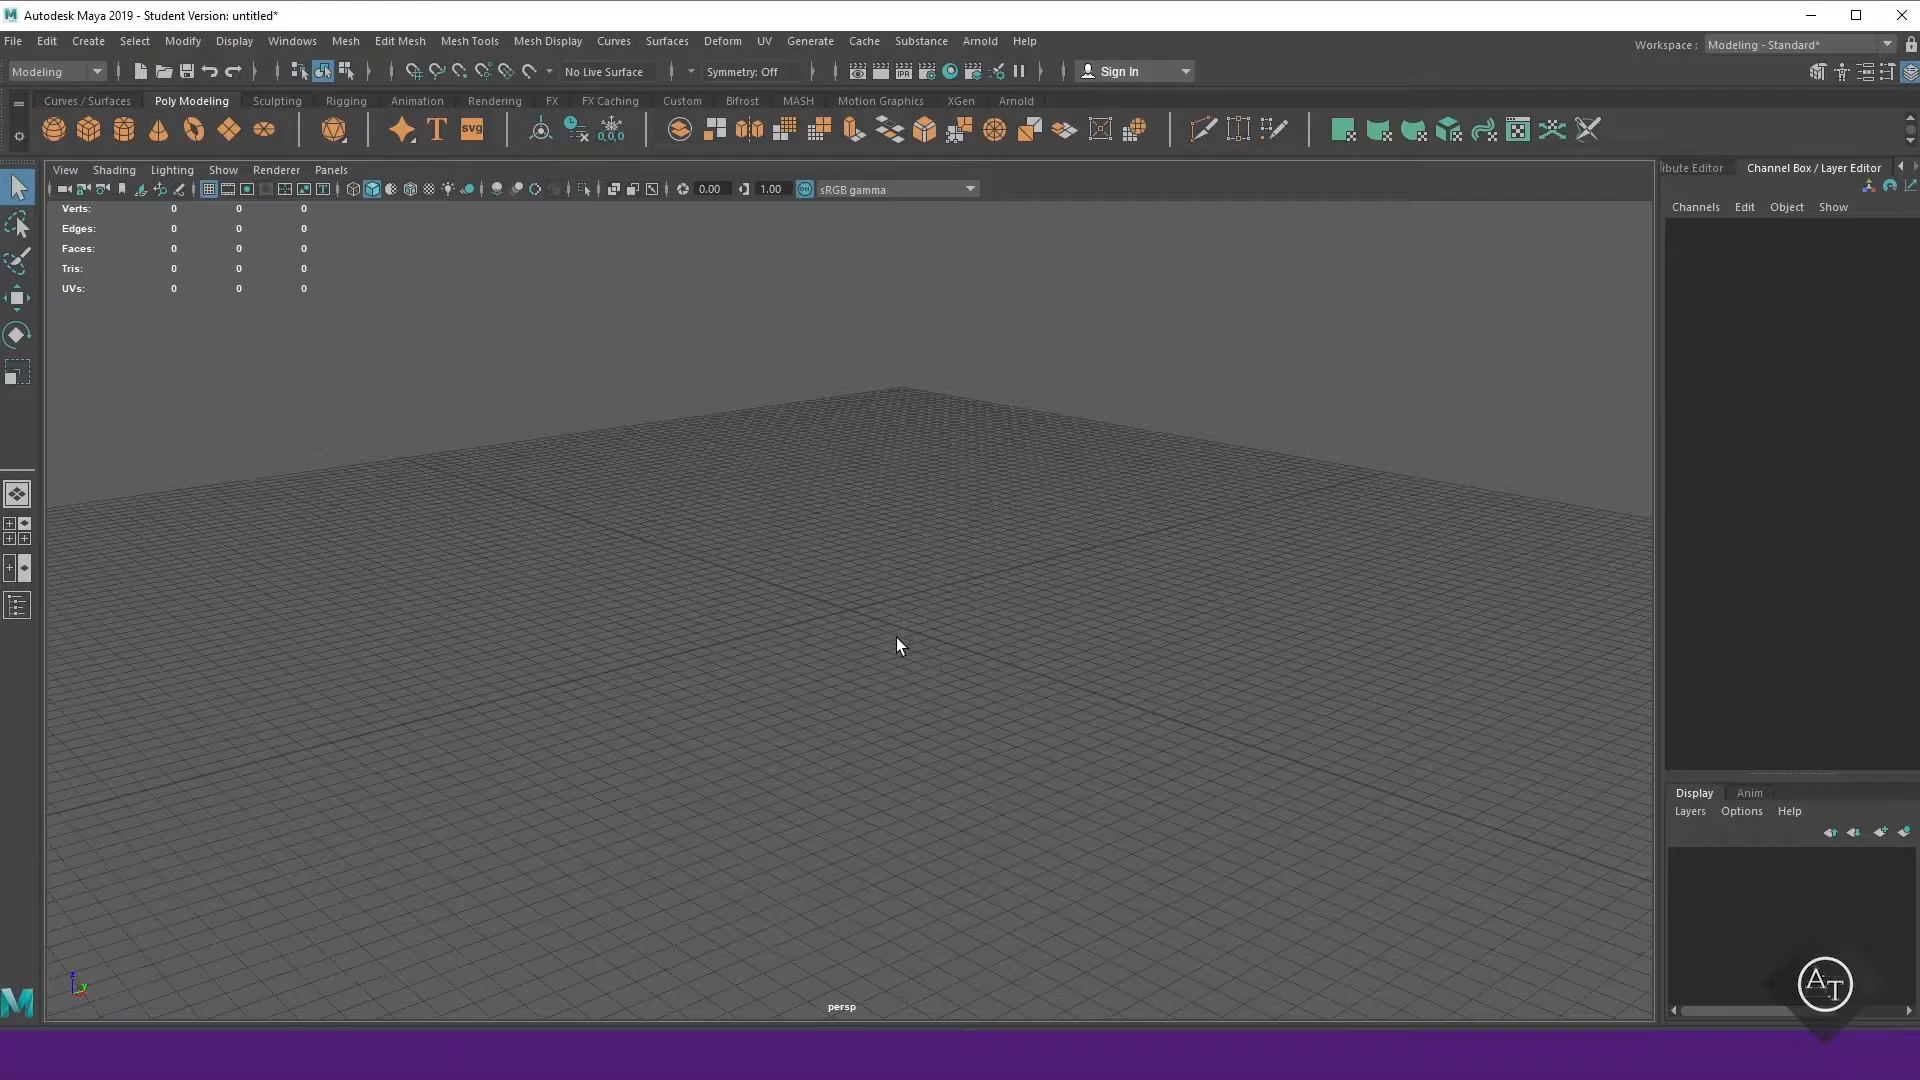 Autodesk Maya 2019 - Student Version: untitled*
File Edit Create Select Modify Display Windows Mesh Edit Mesh Mesh Tools Mesh Display Curves Surfaces Deform UV Generate Cache Substance Arnold Help
Workspace : Modeling - Standard*
Modeling No Live Surface Symmetry: Off Sign In
Curves / Surfaces Poly Modeling Sculpting Rigging Animation Rendering FX FX Caching Custom Bifrost MASH Motion Graphics XGen Arnold
T svg 0,0,0
View Shading Lighting Show Renderer Panels
ibute Editor Channel Box / Layer Editor
0.00 1.00 ON sRGB gamma
Channels Edit Object Show
Verts: 0 0 0
Edges: 0 0 0
Faces: 0 0 0
Tris: 0 0 0
UVs: 0 0 0
Display Anim
Layers Options Help
z
y
persp
AT
M